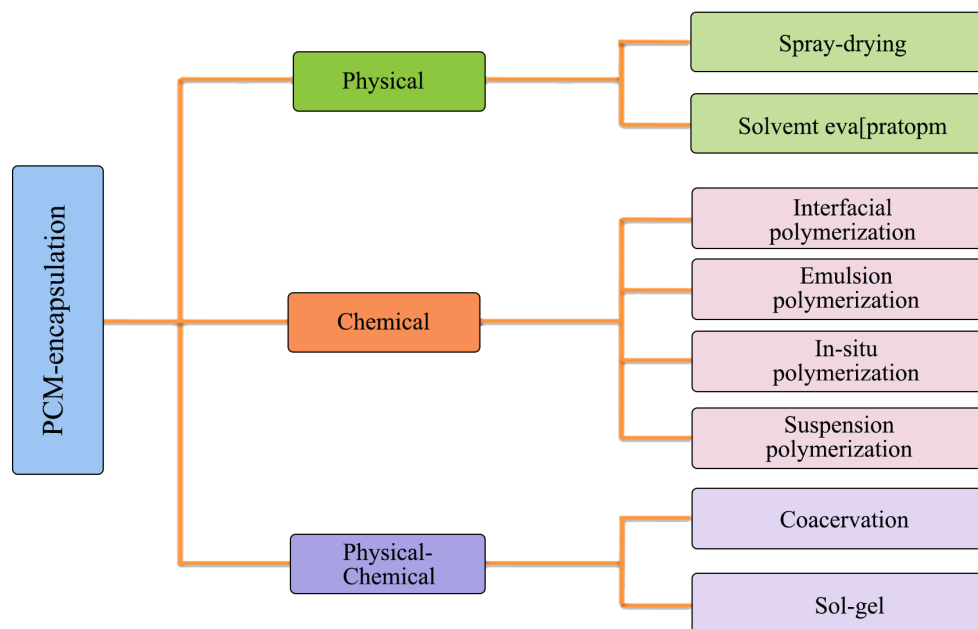 PCM-encapsulation
Physical
Spray-drying
Solvemt eva[pratopm
Chemical
Interfacial
polymerization
Emulsion
polymerization
In-situ
polymerization
Suspension
polymerization
Physical-
Chemical
Coacervation
Sol-gel